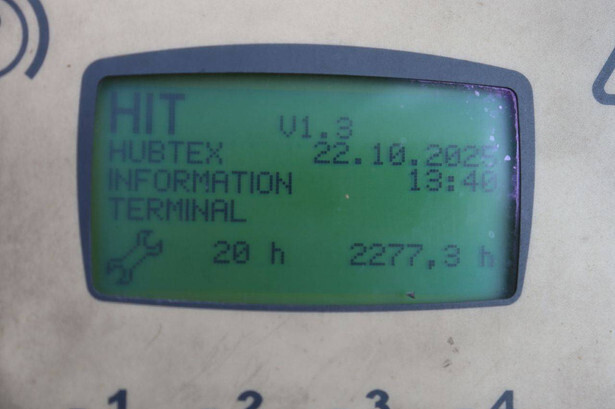 HIT V1.3
HUBTEX 22.10.2025
INFORMATION 13:40
TERMINAL
20 h 2277,3 h
1 2 3 4